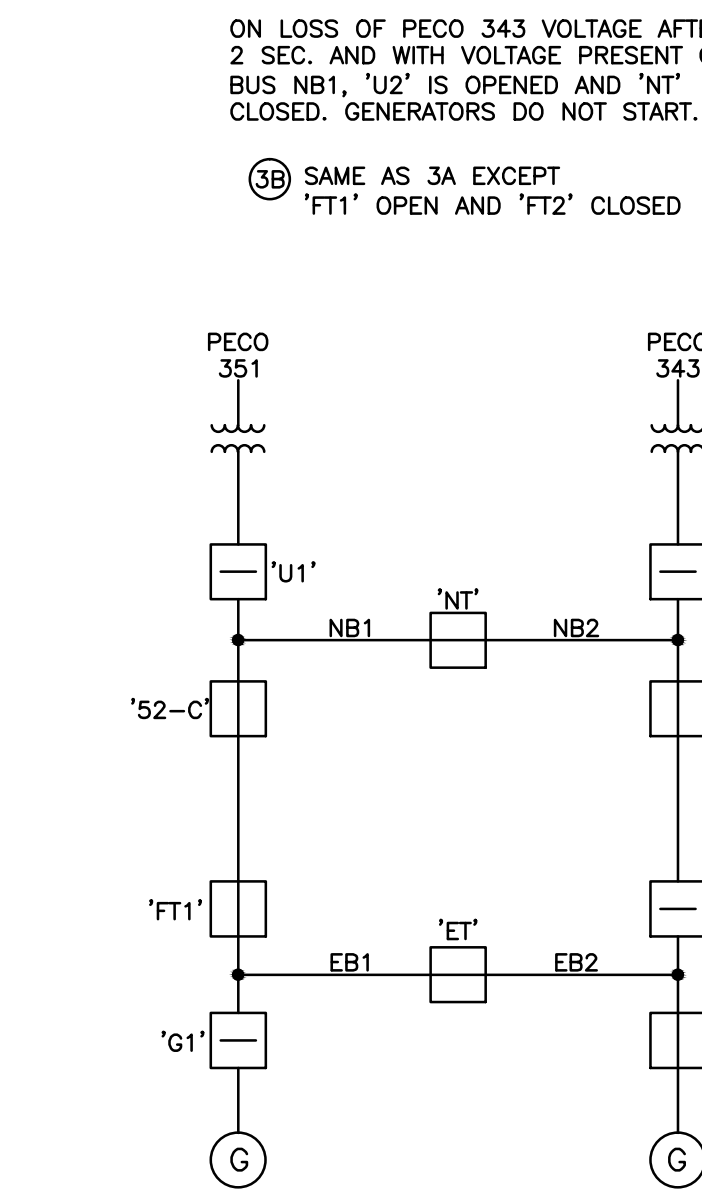 ON LOSS OF PECO 343 VOLTAGE
2 SEC. AND WITH VOLTAGE PRESENT
BUS NB1, 'U2' IS OPENED AND 'NT'
CLOSED. GENERATORS DO NOT START.
3B SAME AS 3A EXCEPT
'FT1' OPEN AND 'FT2' CLOSED
PECO
351
PECO
343
'U1'
'NT'
NB1
NB2
'52-C'
'FT1'
'ET'
EB1
EB2
'G1'
G
G